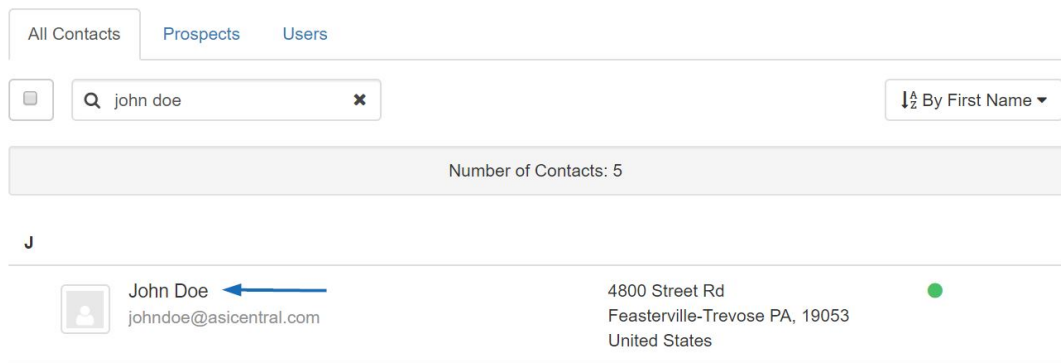 All Contacts Prospects Users
john doe By First Name
Number of Contacts: 5
J
John Doe 4800 Street Rd
johndoe@asicentral.com Feasterville-Trevose PA, 19053
United States